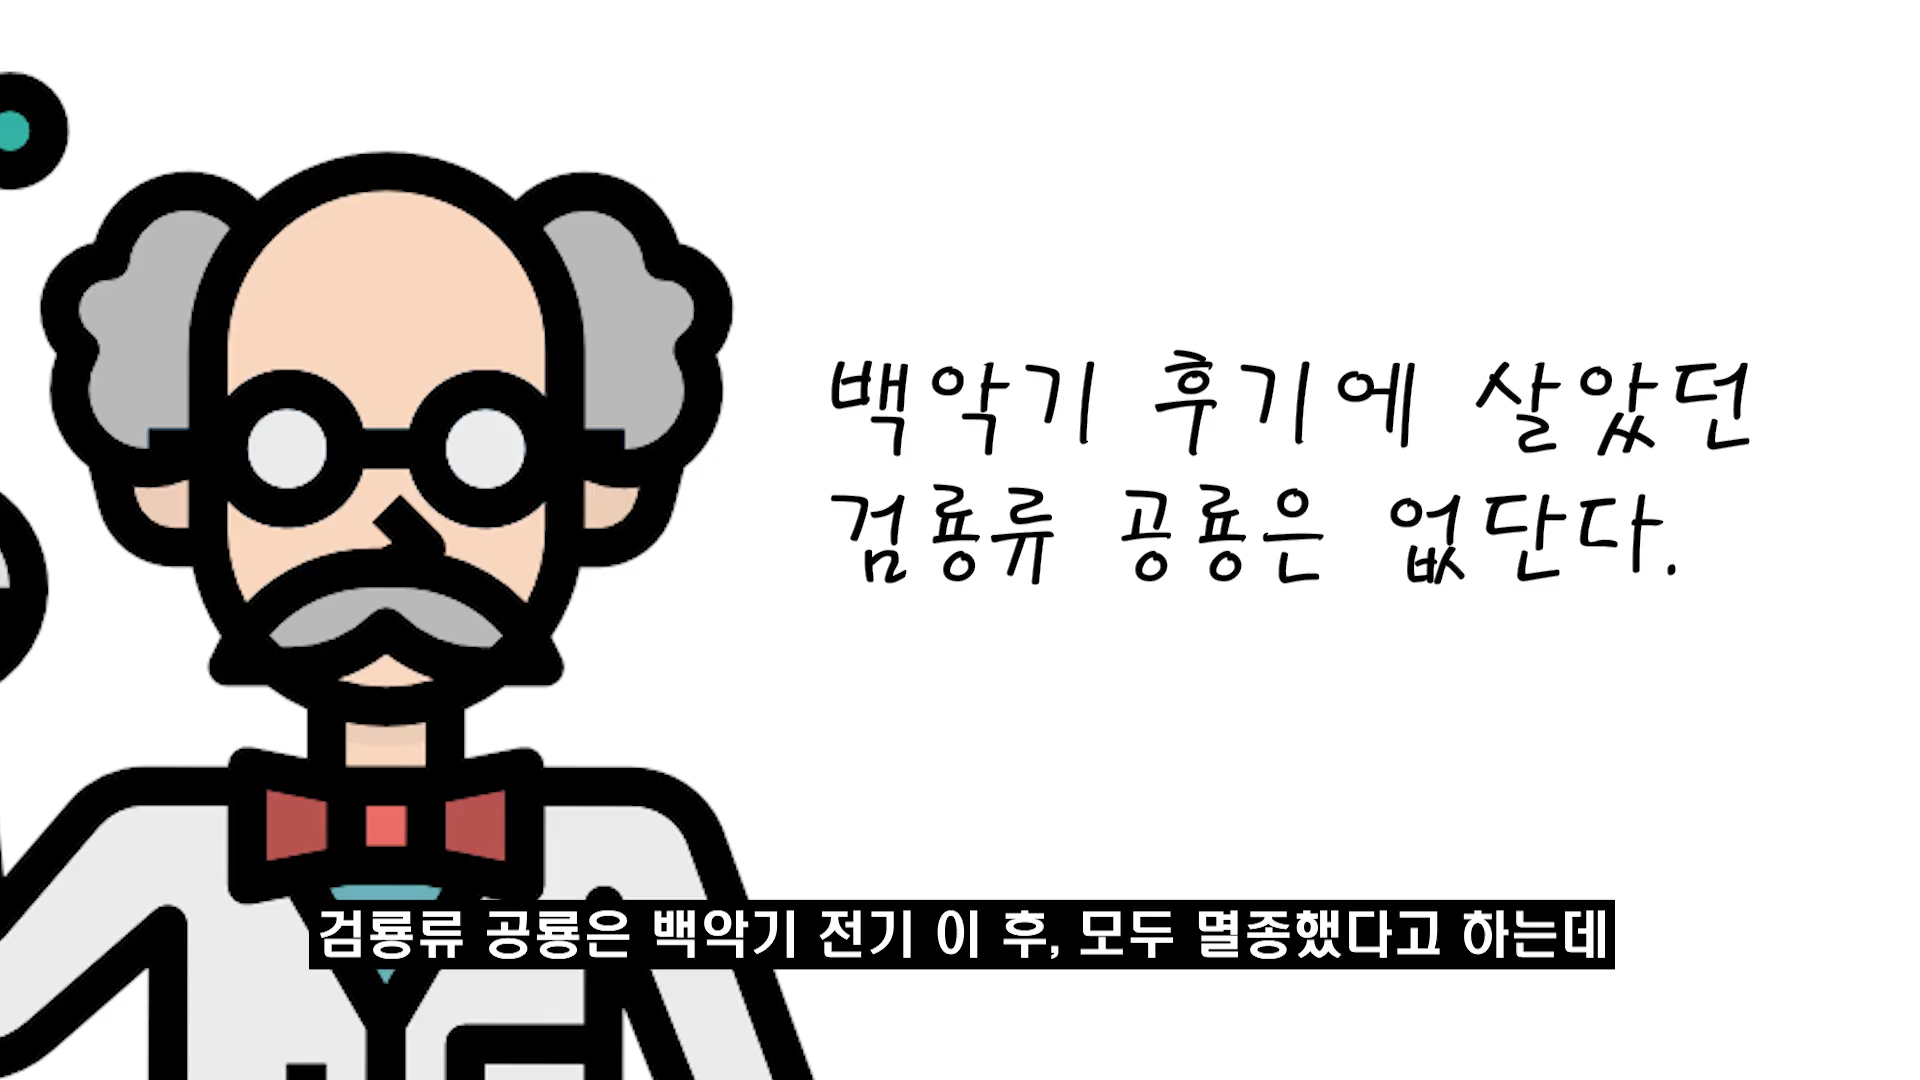 백악기 후기에 살았던
검룡류 공룡은 없단다.
검룡류 공룡은 백악기 전기 이 후, 모두 멸종했다고 하는데